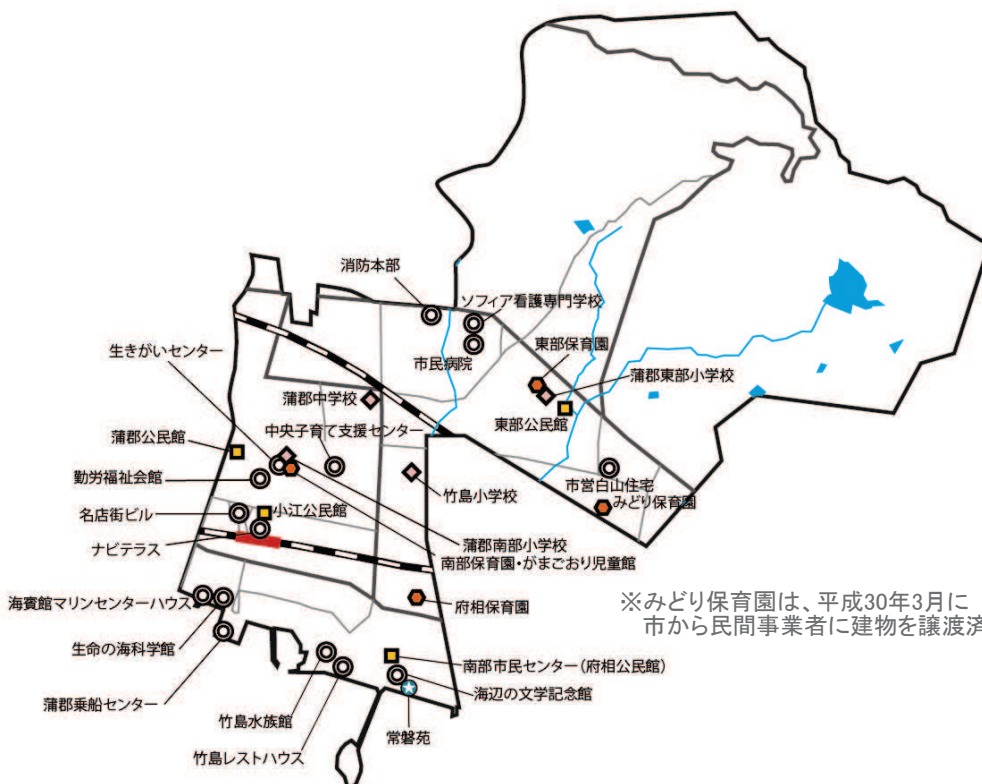 消防本部
ソフィア看護専門学校
生きがいセンター
市民病院
東部保育園
蒲郡東部小学校
蒲郡中学校
東部公民館
中央子育て支援センター
蒲郡公民館
勤労福祉会館
竹島小学校
市営白山住宅
みどり保育園
名店街ビル
小江公民館
ナビテラス
蒲郡南部小学校
南部保育園・がまごおり児童館
海賓館マリンセンターハウス
府相保育園
※みどり保育園は、平成30年3月に
市から民間事業者に建物を譲渡済
生命の海科学館
南部市民センター(府相公民館)
蒲郡乗船センター
海辺の文学記念館
竹島水族館
常磐苑
竹島レストハウス